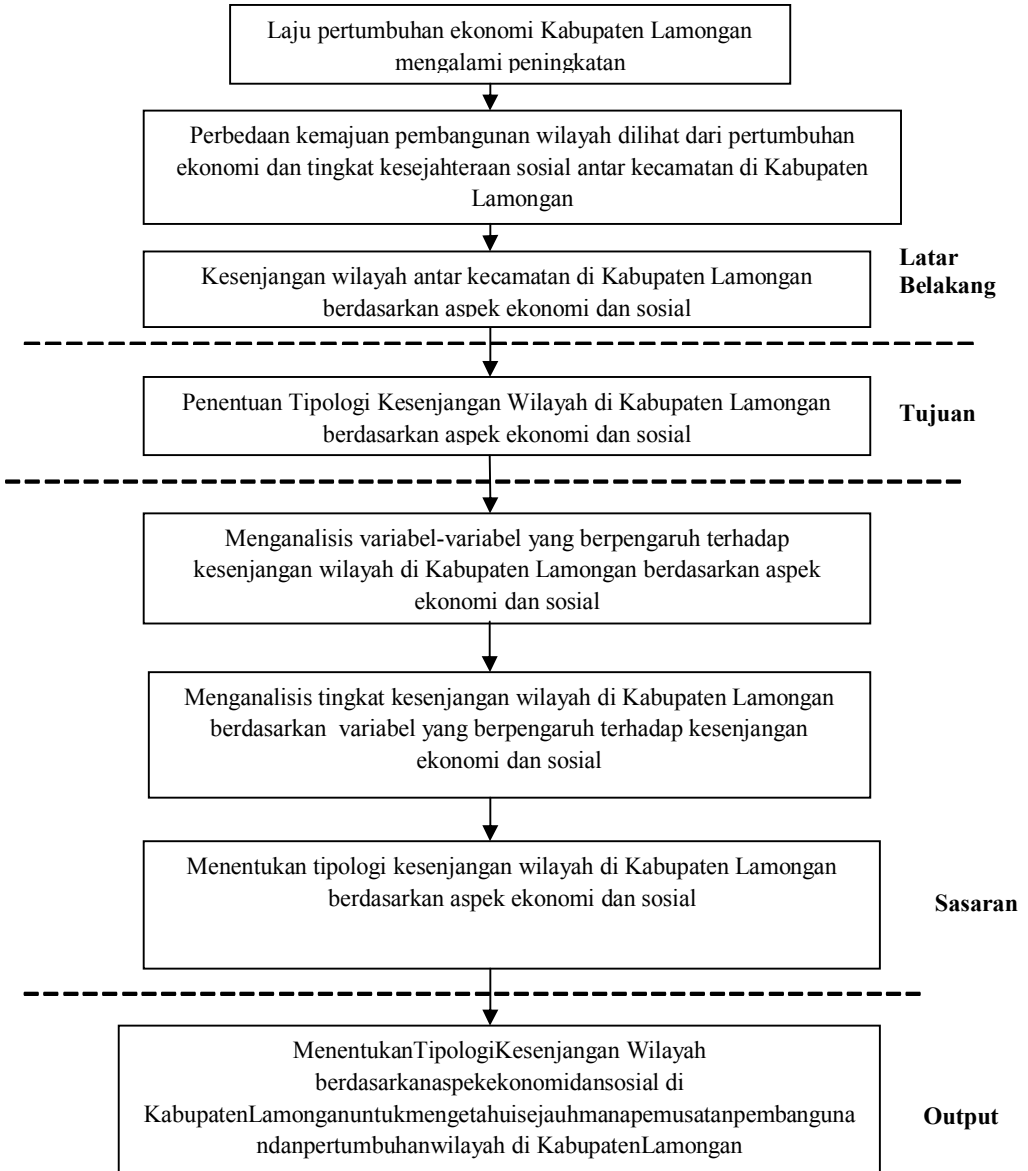 Laju pertumbuhan ekonomi Kabupaten Lamongan
mengalami peningkatan
Perbedaan kemajuan pembangunan wilayah dilihat dari pertumbuhan
ekonomi dan tingkat kesejahteraan sosial antar kecamatan di Kabupaten
Lamongan
Kesenjangan wilayah antar kecamatan di Kabupaten Lamongan
berdasarkan aspek ekonomi dan sosial
Latar
Belakang
Penentuan Tipologi Kesenjangan Wilayah di Kabupaten Lamongan
berdasarkan aspek ekonomi dan sosial
Tujuan
Menganalisis variabel-variabel yang berpengaruh terhadap
kesenjangan wilayah di Kabupaten Lamongan berdasarkan aspek
ekonomi dan sosial
Menganalisis tingkat kesenjangan wilayah di Kabupaten Lamongan
berdasarkan variabel yang berpengaruh terhadap kesenjangan
ekonomi dan sosial
Menentukan tipologi kesenjangan wilayah di Kabupaten Lamongan
berdasarkan aspek ekonomi dan sosial
Sasaran
MenentukanTipologiKesenjangan Wilayah
berdasarkanaspekekonomidansosial di
KabupatenLamonganuntukmengetahuisejauhmanapemusatanpembanguna
ndanpertumbuhanwilayah di KabupatenLamongan
Output